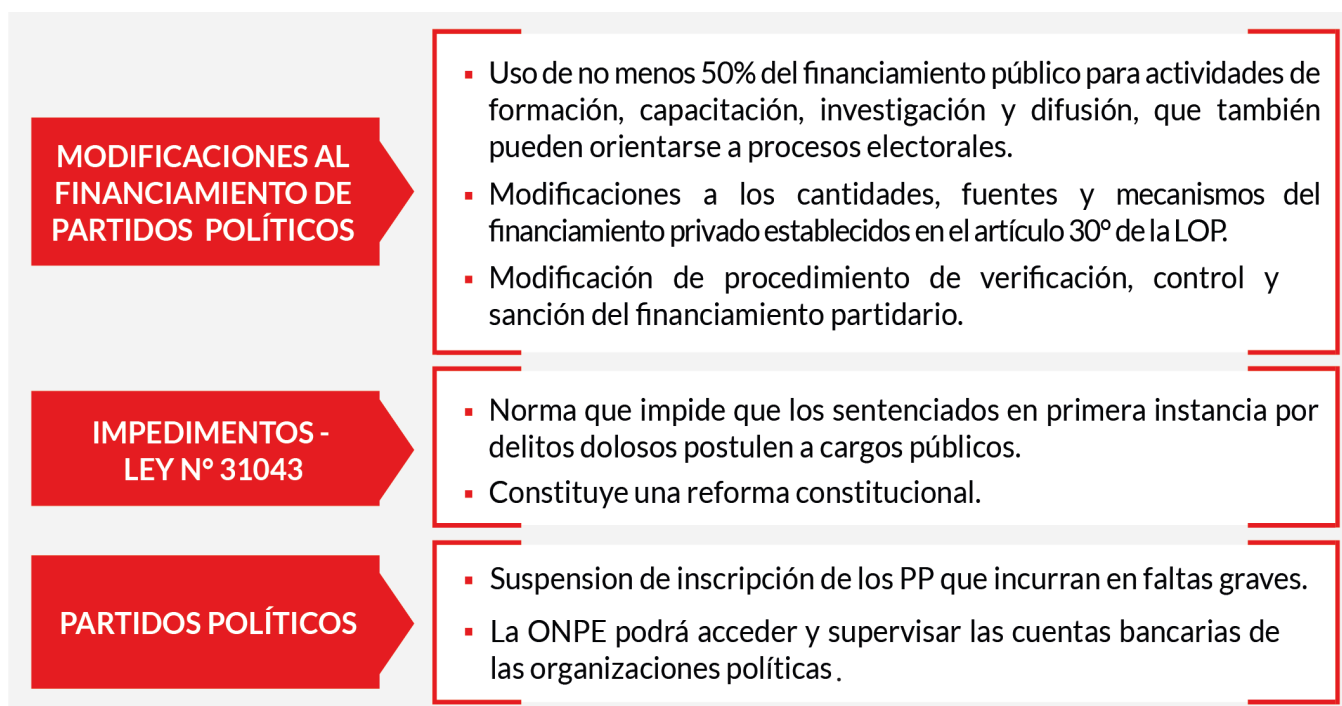 MODIFICACIONES AL
FINANCIAMIENTO DE
PARTIDOS POLÍTICOS
▪ Uso de no menos 50% del financiamiento público para actividades de
formación, capacitación, investigación y difusión, que también
pueden orientarse a procesos electorales.
▪ Modificaciones a los cantidades, fuentes y mecanismos del
financiamiento privado establecidos en el artículo 30° de la LOP.
▪ Modificación de procedimiento de verificación, control y
sanción del financiamiento partidario.
IMPEDIMENTOS -
LEY N° 31043
▪ Norma que impide que los sentenciados en primera instancia por
delitos dolosos postulen a cargos públicos.
▪ Constituye una reforma constitucional.
PARTIDOS POLÍTICOS
▪ Suspension de inscripción de los PP que incurran en faltas graves.
▪ La ONPE podrá acceder y supervisar las cuentas bancarias de
las organizaciones políticas.